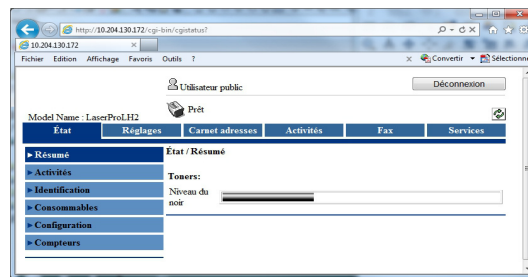 http://10.204.130.172/cgi-bin/cgistatus?
10.204.130.172
Fichier Edition Affichage Favoris Outils ?
Convertir Sélectionne
Utilisateur public
Déconnexion
Prêt
Model Name : LaserProLH2
État Réglages Carnet adresses Activités Fax Services
Résumé
État / Résumé
Activités
Toners:
Identification
Niveau du
noir
Consommables
Configuration
Compteurs